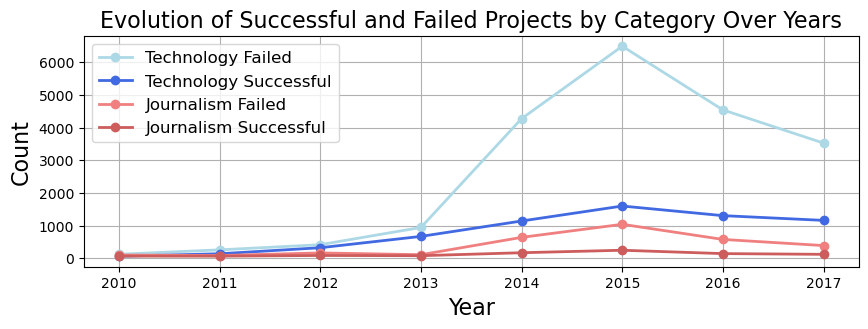 Evolution of Successful and Failed Projects by Category Over Years
Technology Failed
Technology Successful
Journalism Failed
Journalism Successful
Count
6000
5000
4000
3000
2000
1000
0
2010 2011 2012 2013 2014 2015 2016 2017
Year